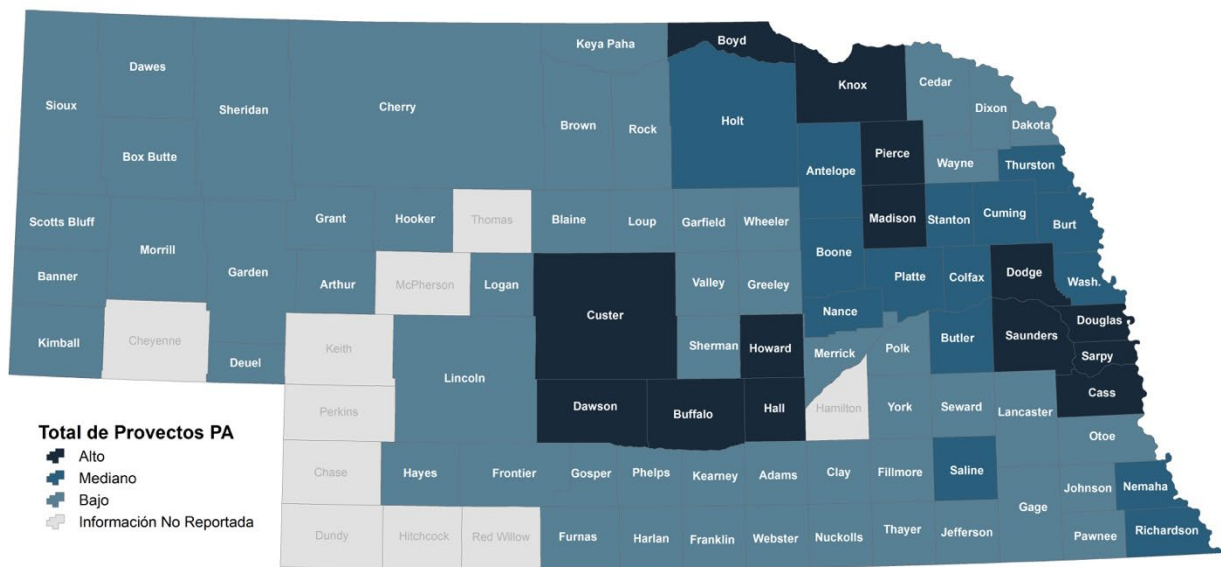 Keya Paha
Boyd
Dawes
Sioux
Sheridan
Cherry
Brown
Rock
Holt
Knox
Cedar
Dixon
Dakota
Box Butte
Antelope
Pierce
Wayne
Thurston
Scotts Bluff
Morrill
Garden
Grant
Hooker
Thomas
Blaine
Loup
Garfield
Wheeler
Madison
Stanton
Cuming
Burt
Banner
Arthur
McPherson
Logan
Custer
Valley
Greeley
Boone
Platte
Colfax
Dodge
Wash.
Kimball
Cheyenne
Deuel
Keith
Lincoln
Sherman
Howard
Nance
Merrick
Polk
Butler
Saunders
Douglas
Sarpy
Perkins
Dawson
Buffalo
Hall
Hamilton
York
Seward
Lancaster
Cass
Otoe
Chase
Hayes
Frontier
Gosper
Phelps
Kearney
Adams
Clay
Fillmore
Saline
Gage
Johnson
Nemaha
Dundy
Hitchcock
Red Willow
Furnas
Harlan
Franklin
Webster
Nuckolls
Thayer
Jefferson
Pawnee
Richardson
Total de Provectos PA
Alto
Mediano
Bajo
Información No Reportada